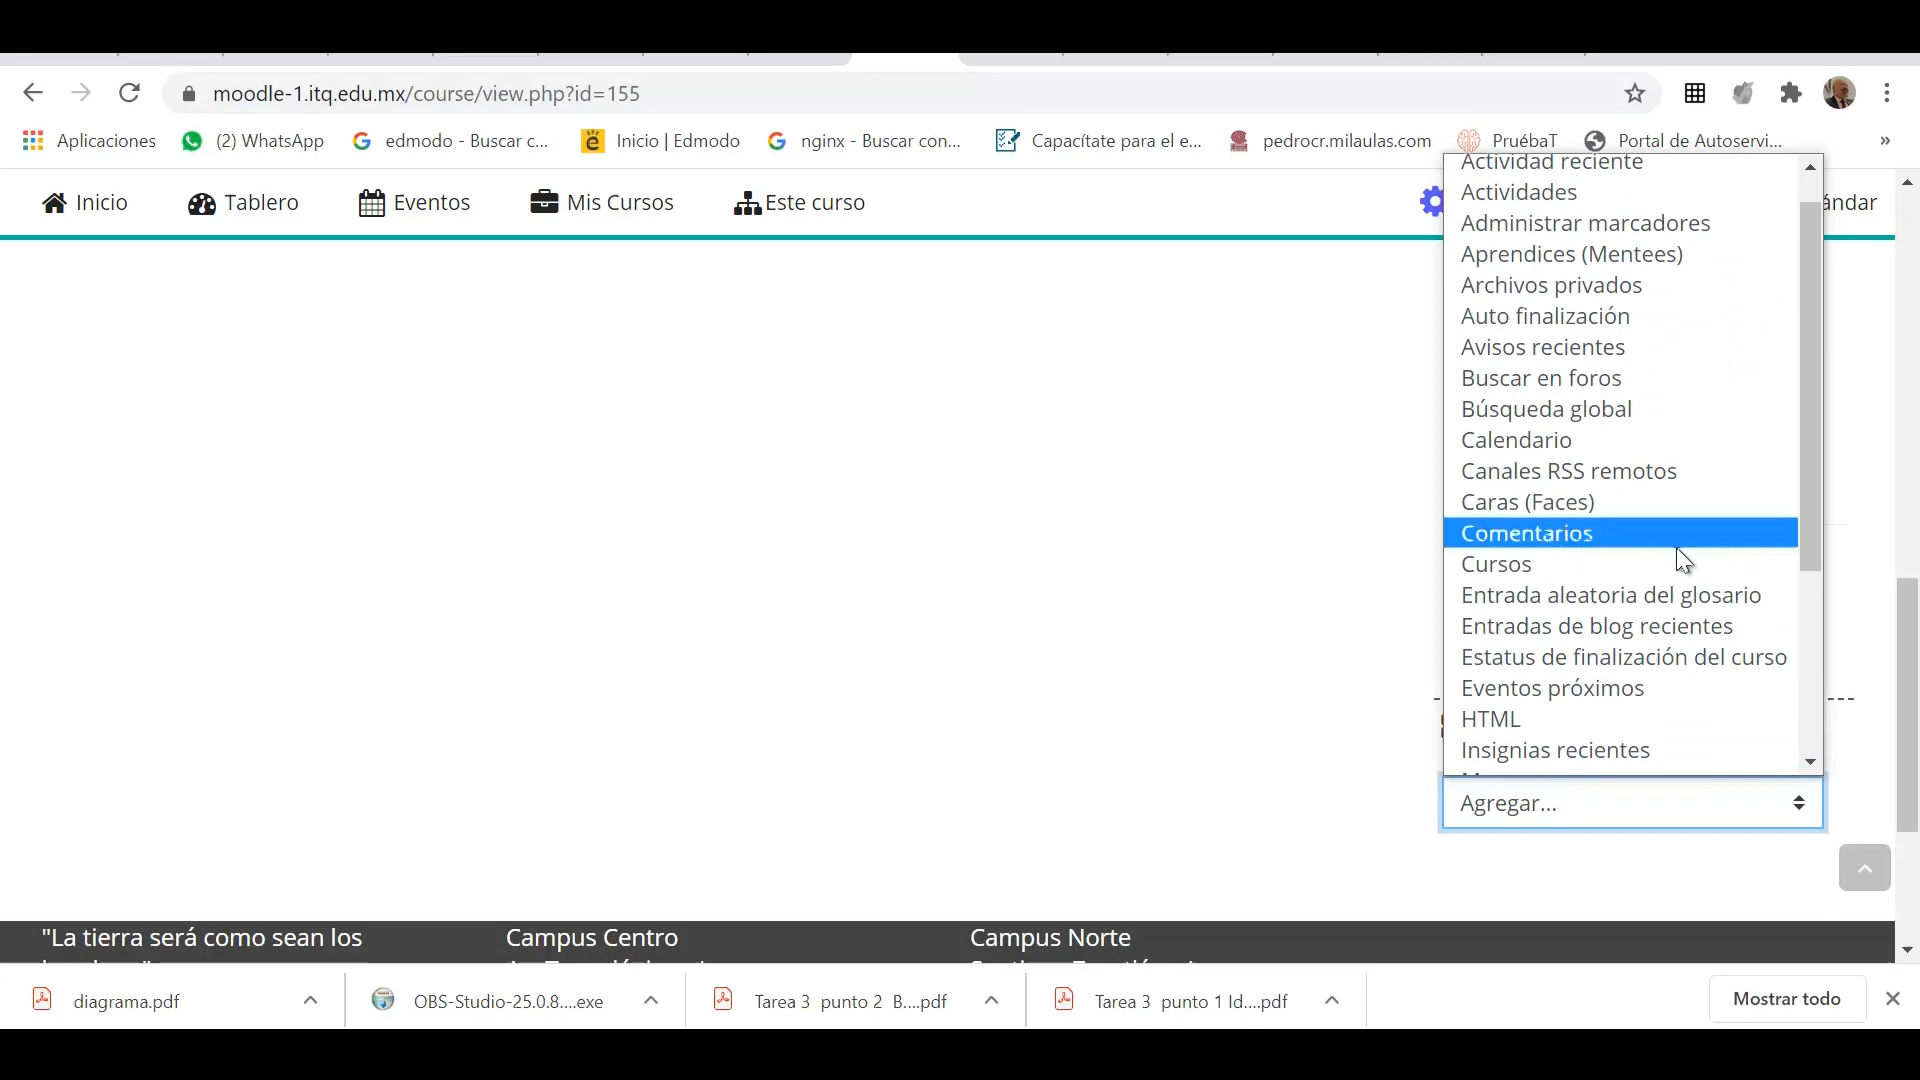 moodle-1.itq.edu.mx/course/view.php?id=155
Aplicaciones
(2) WhatsApp
edmodo - Buscar c...
Inicio | Edmodo
nginx - Buscar con...
Capacítate para el e...
pedrocr.milaulas.com
PruébaT
Portal de Autoservi...
»
Inicio
Tablero
Eventos
Mis Cursos
Este curso
ándar
Actividad reciente
Actividades
Administrar marcadores
Aprendices (Mentees)
Archivos privados
Auto finalización
Avisos recientes
Buscar en foros
Búsqueda global
Calendario
Canales RSS remotos
Caras (Faces)
Comentarios
Cursos
Entrada aleatoria del glosario
Entradas de blog recientes
Estatus de finalización del curso
Eventos próximos
HTML
Insignias recientes
Agregar...
"La tierra será como sean los
Campus Centro
Campus Norte
diagrama.pdf
OBS-Studio-25.0.8....exe
Tarea 3 punto 2 B....pdf
Tarea 3 punto 1 Id....pdf
Mostrar todo